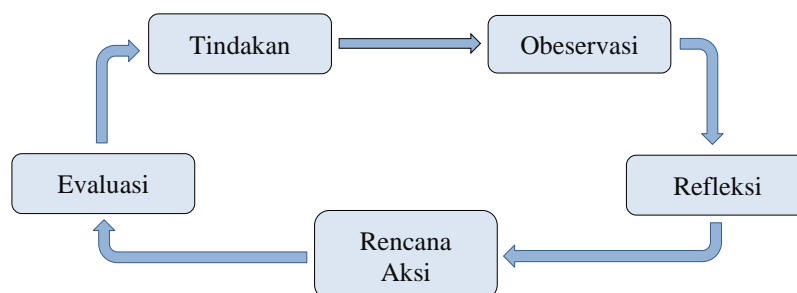 Tindakan
Obeservasi
Evaluasi
Refleksi
Rencana
Aksi